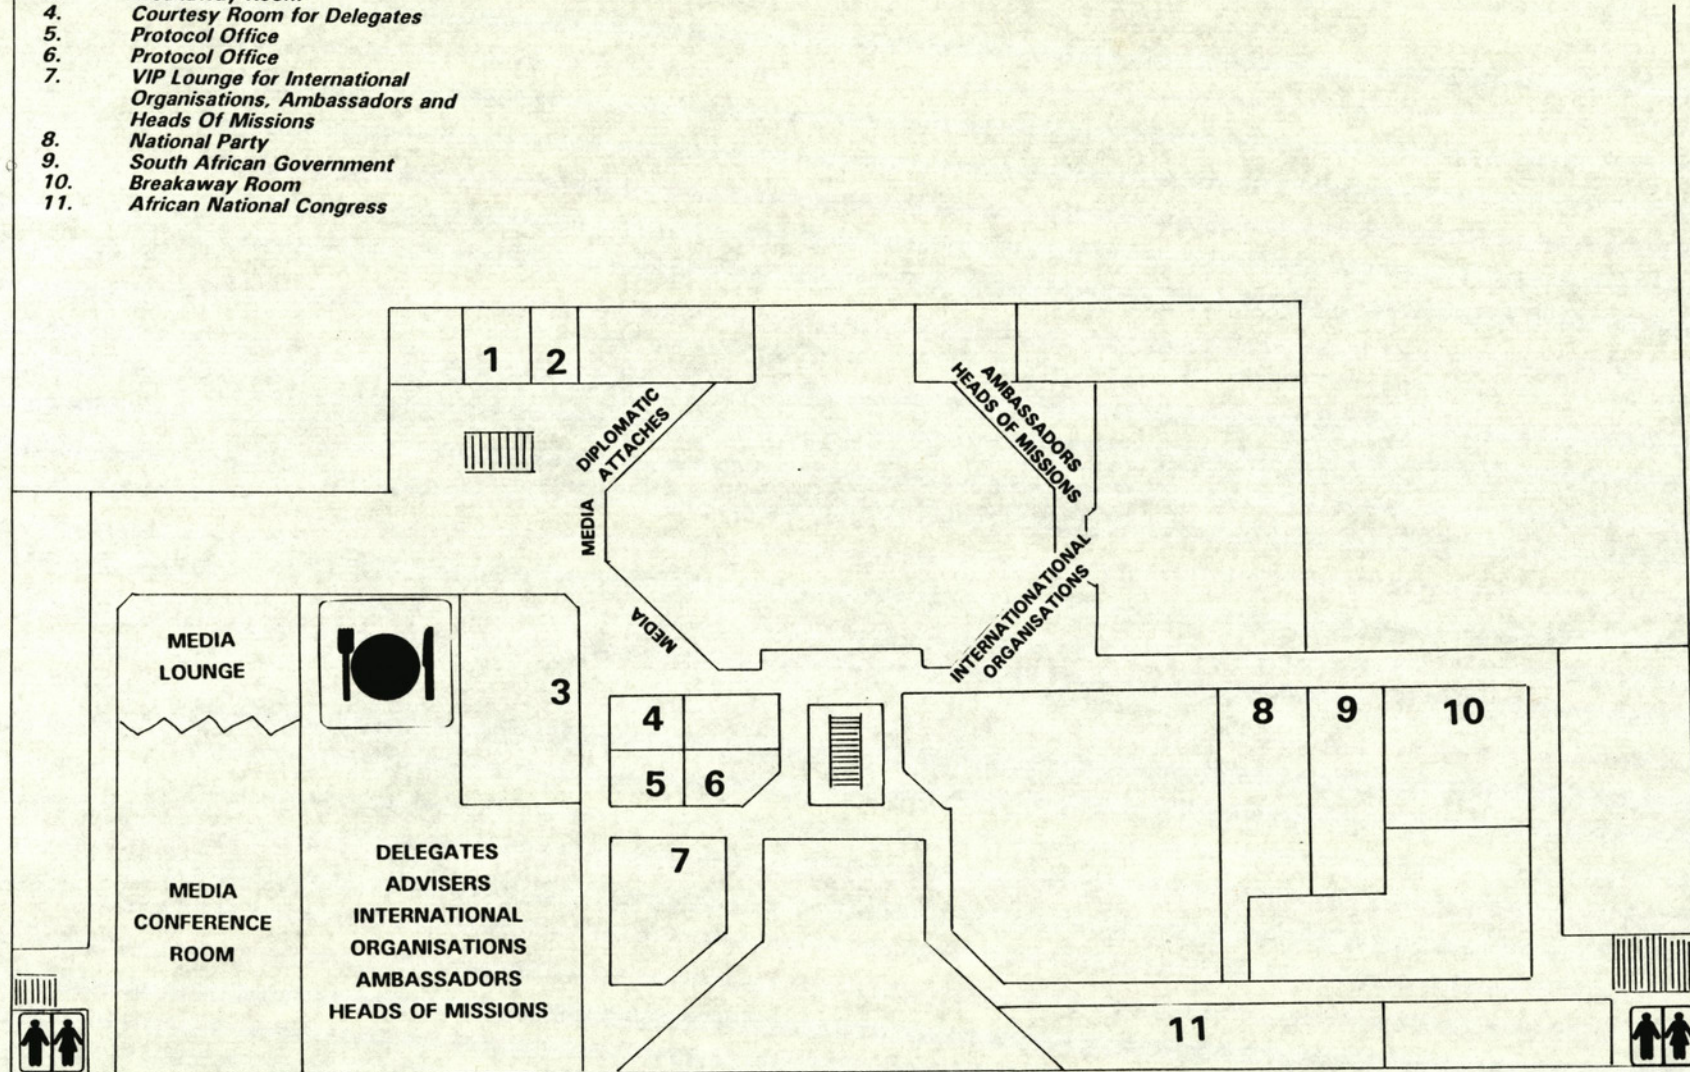 4. Courtesy Room for Delegates
5. Protocol Office
6. Protocol Office
7. VIP Lounge for International
Organisations, Ambassadors and
Heads Of Missions
8. National Party
9. South African Government
10. Breakaway Room
11. African National Congress
1
2
DIPLOMATIC
ATTACHES
AMBASSADORS
HEADS OF MISSIONS
MEDIA
MEDIA
INTERNATIONATIONAL
ORGANISATIONS
MEDIA
LOUNGE
3
4
5
6
7
8
9
10
MEDIA
CONFERENCE
ROOM
DELEGATES
ADVISERS
INTERNATIONAL
ORGANISATIONS
AMBASSADORS
HEADS OF MISSIONS
11